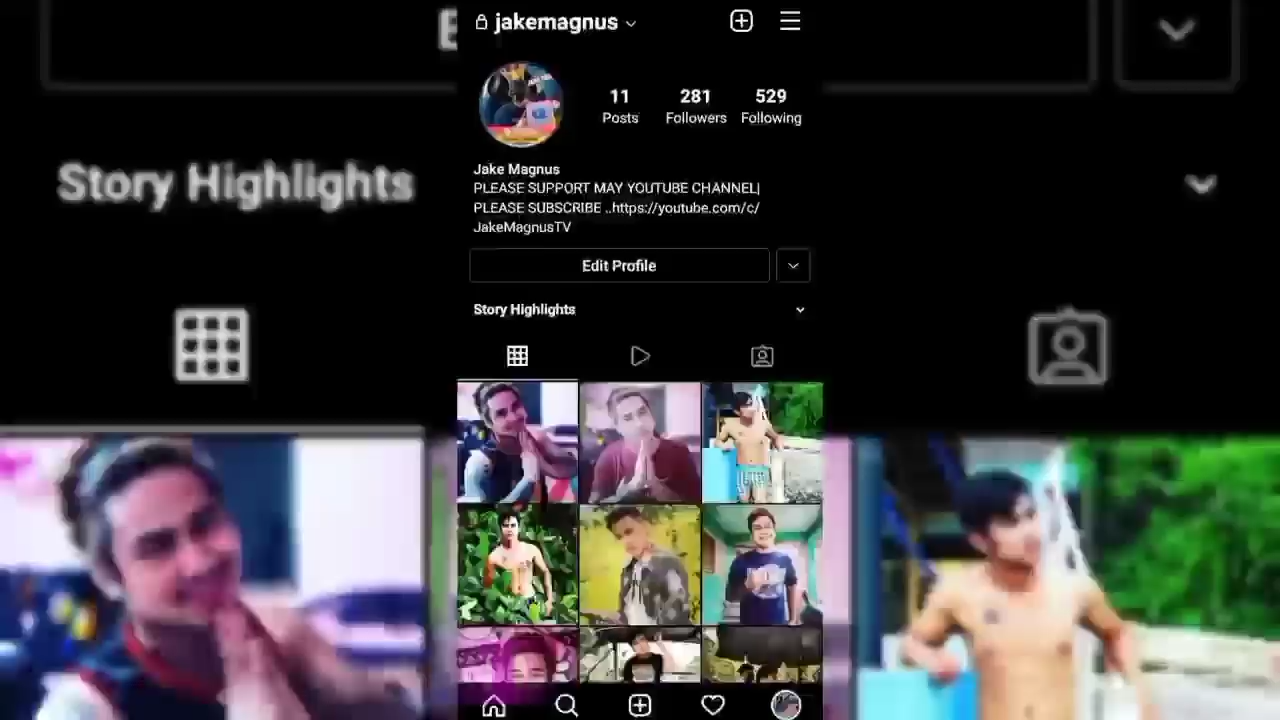 jakemagnus
11
281
529
Posts
Followers
Following
Jake Magnus
PLEASE SUPPORT MAY YOUTUBE CHANNEL|
PLEASE SUBSCRIBE ..https://youtube.com/c/
JakeMagnusTV
Edit Profile
Story Highlights
Story Highlights